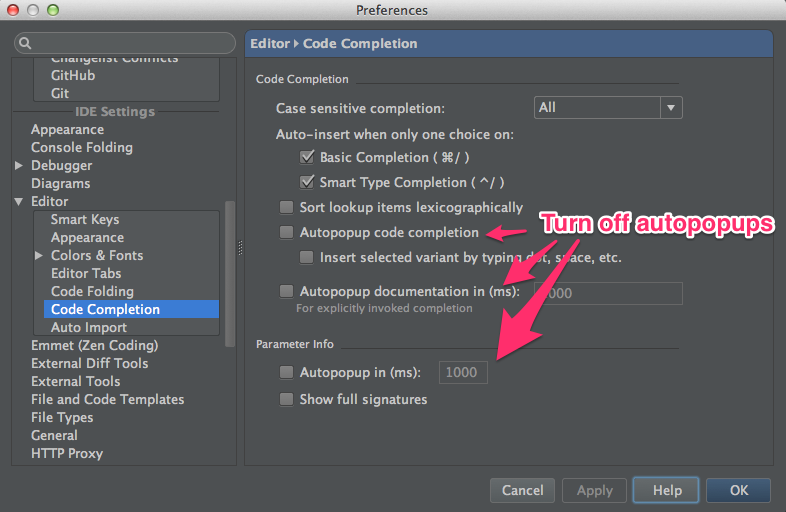 Preferences
Changelist Conflicts
GitHub
Git
IDE Settings
Appearance
Console Folding
Debugger
Diagrams
Editor
Smart Keys
Appearance
Colors & Fonts
Editor Tabs
Code Folding
Code Completion
Auto Import
Emmet (Zen Coding)
External Diff Tools
External Tools
File and Code Templates
File Types
General
HTTP Proxy
Editor ▸ Code Completion
Code Completion
Case sensitive completion: All
Auto-insert when only one choice on:
Basic Completion ( ⌘/ )
Smart Type Completion ( ^/ )
Sort lookup items lexicographically
Autopopup code completion
Turn off autopopups
Insert selected variant by typing dot, space, etc.
Autopopup documentation in (ms):
For explicitly invoked completion
Parameter Info
Autopopup in (ms): 1000
Show full signatures
Cancel Apply Help OK